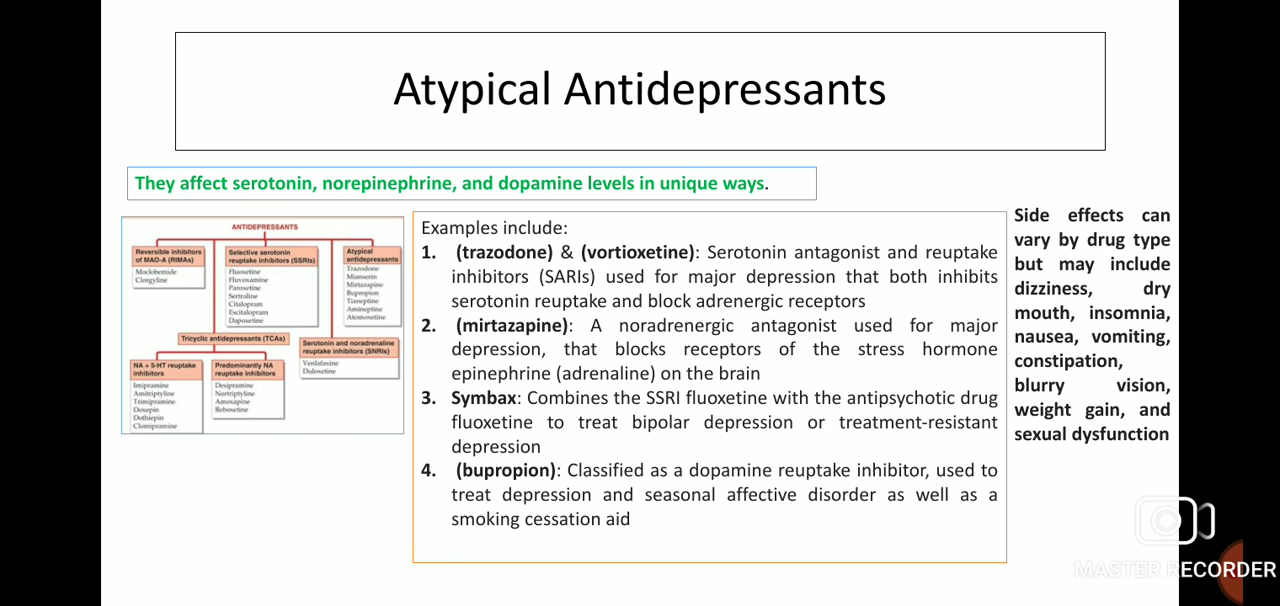 Atypical Antidepressants
They affect serotonin, norepinephrine, and dopamine levels in unique ways.
ANTIDEPRESSANTS
Reversible inhibitors
of MAO-A (RIMAs)
Moclobemide
Clorgyline
Selective serotonin
reuptake inhibitors (SSRIs)
Fluoxetine
Fluvoxamine
Paroxetine
Sertraline
Citalopram
Escitalopram
Dapoxetine
Atypical
antidepressants
Trazodone
Mianserin
Mirtazapine
Bupropion
Tianeptine
Amineptine
Atomoxetine
Tricyclic antidepressants (TCAs)
Serotonin and noradrenaline
reuptake inhibitors (SNRIs)
Venlafaxine
Duloxetine
NA + 5-HT reuptake
inhibitors
Imipramine
Amitriptyline
Trimipramine
Doxepin
Dothiepin
Clomipramine
Predominantly NA
reuptake inhibitors
Desipramine
Nortriptyline
Amoxapine
Reboxetine
Examples include:
1. (trazodone) & (vortioxetine): Serotonin antagonist and reuptake
inhibitors (SARIs) used for major depression that both inhibits
serotonin reuptake and block adrenergic receptors
2. (mirtazapine): A noradrenergic antagonist used for major
depression, that blocks receptors of the stress hormone
epinephrine (adrenaline) on the brain
3. Symbax: Combines the SSRI fluoxetine with the antipsychotic drug
fluoxetine to treat bipolar depression or treatment-resistant
depression
4. (bupropion): Classified as a dopamine reuptake inhibitor, used to
treat depression and seasonal affective disorder as well as a
smoking cessation aid
Side effects can
vary by drug type
but may include
dizziness, dry
mouth, insomnia,
nausea, vomiting,
constipation,
blurry vision,
weight gain, and
sexual dysfunction
MASTER RECORDER